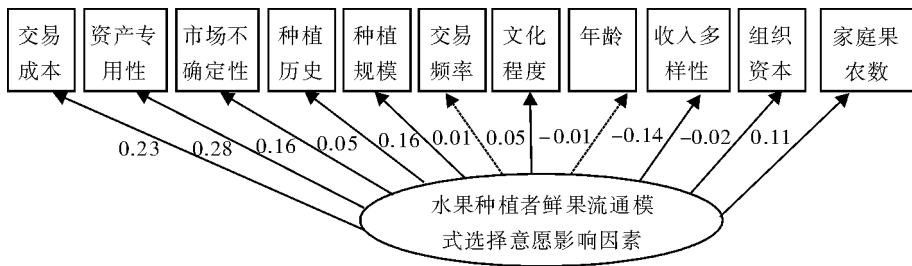 交易 资产专 市场不 种植 种植 交易 文化 年龄 收入多 组织 家庭果
成本 用性 确定性 历史 规模 频率 程度 样性 资本 农数
0.23 0.28 0.16 0.05 0.16 0.01 0.05 -0.01 -0.14 -0.02 0.11
水果种植者鲜果流通模
式选择意愿影响因素